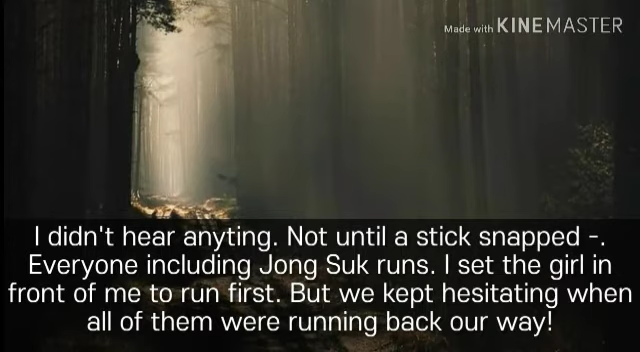 Made with KINEMASTER
I didn't hear anyting. Not until a stick snapped -.
Everyone including Jong Suk runs. I set the girl in
front of me to run first. But we kept hesitating when
all of them were running back our way!